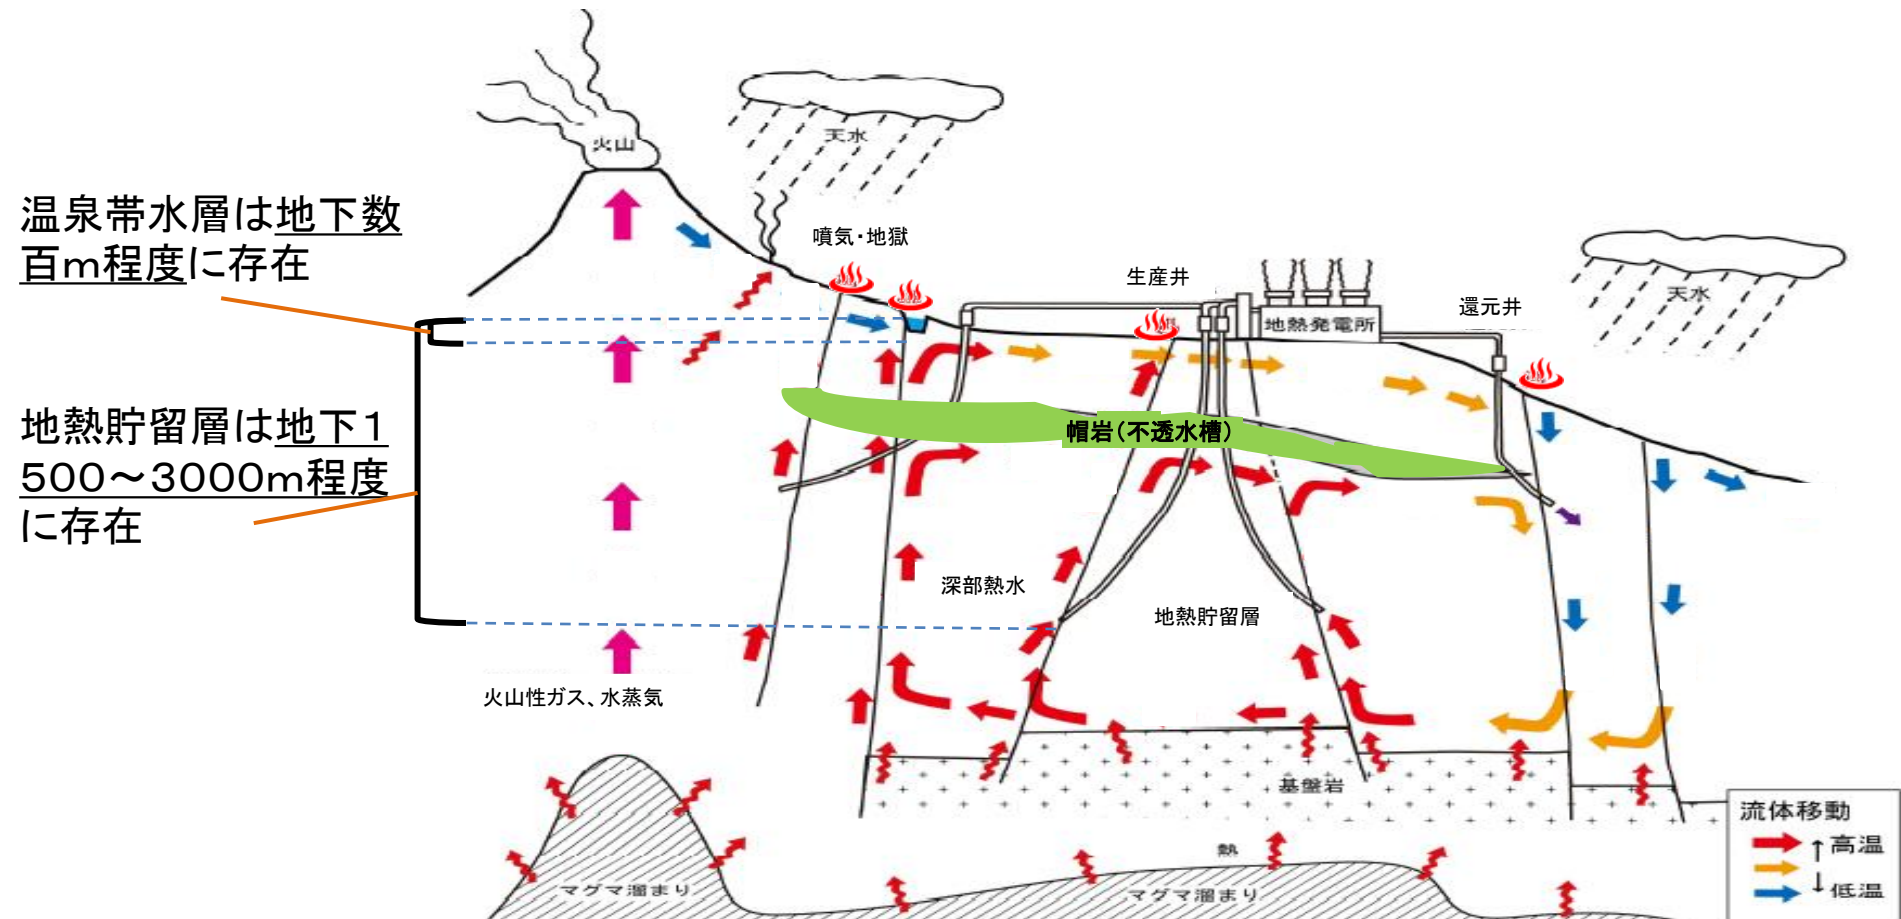 火山
天水
温泉帯水層は地下数
百m程度に存在
噴気・地獄
生産井
天水
還元井
地熱発電所
地熱貯留層は地下1
500～3000m程度
に存在
帽岩（不透水槽）
深部熱水
地熱貯留層
火山性ガス、水蒸気
基盤岩
流体移動
↑高温
↓低温
熱
マグマ溜まり
マグマ溜まり